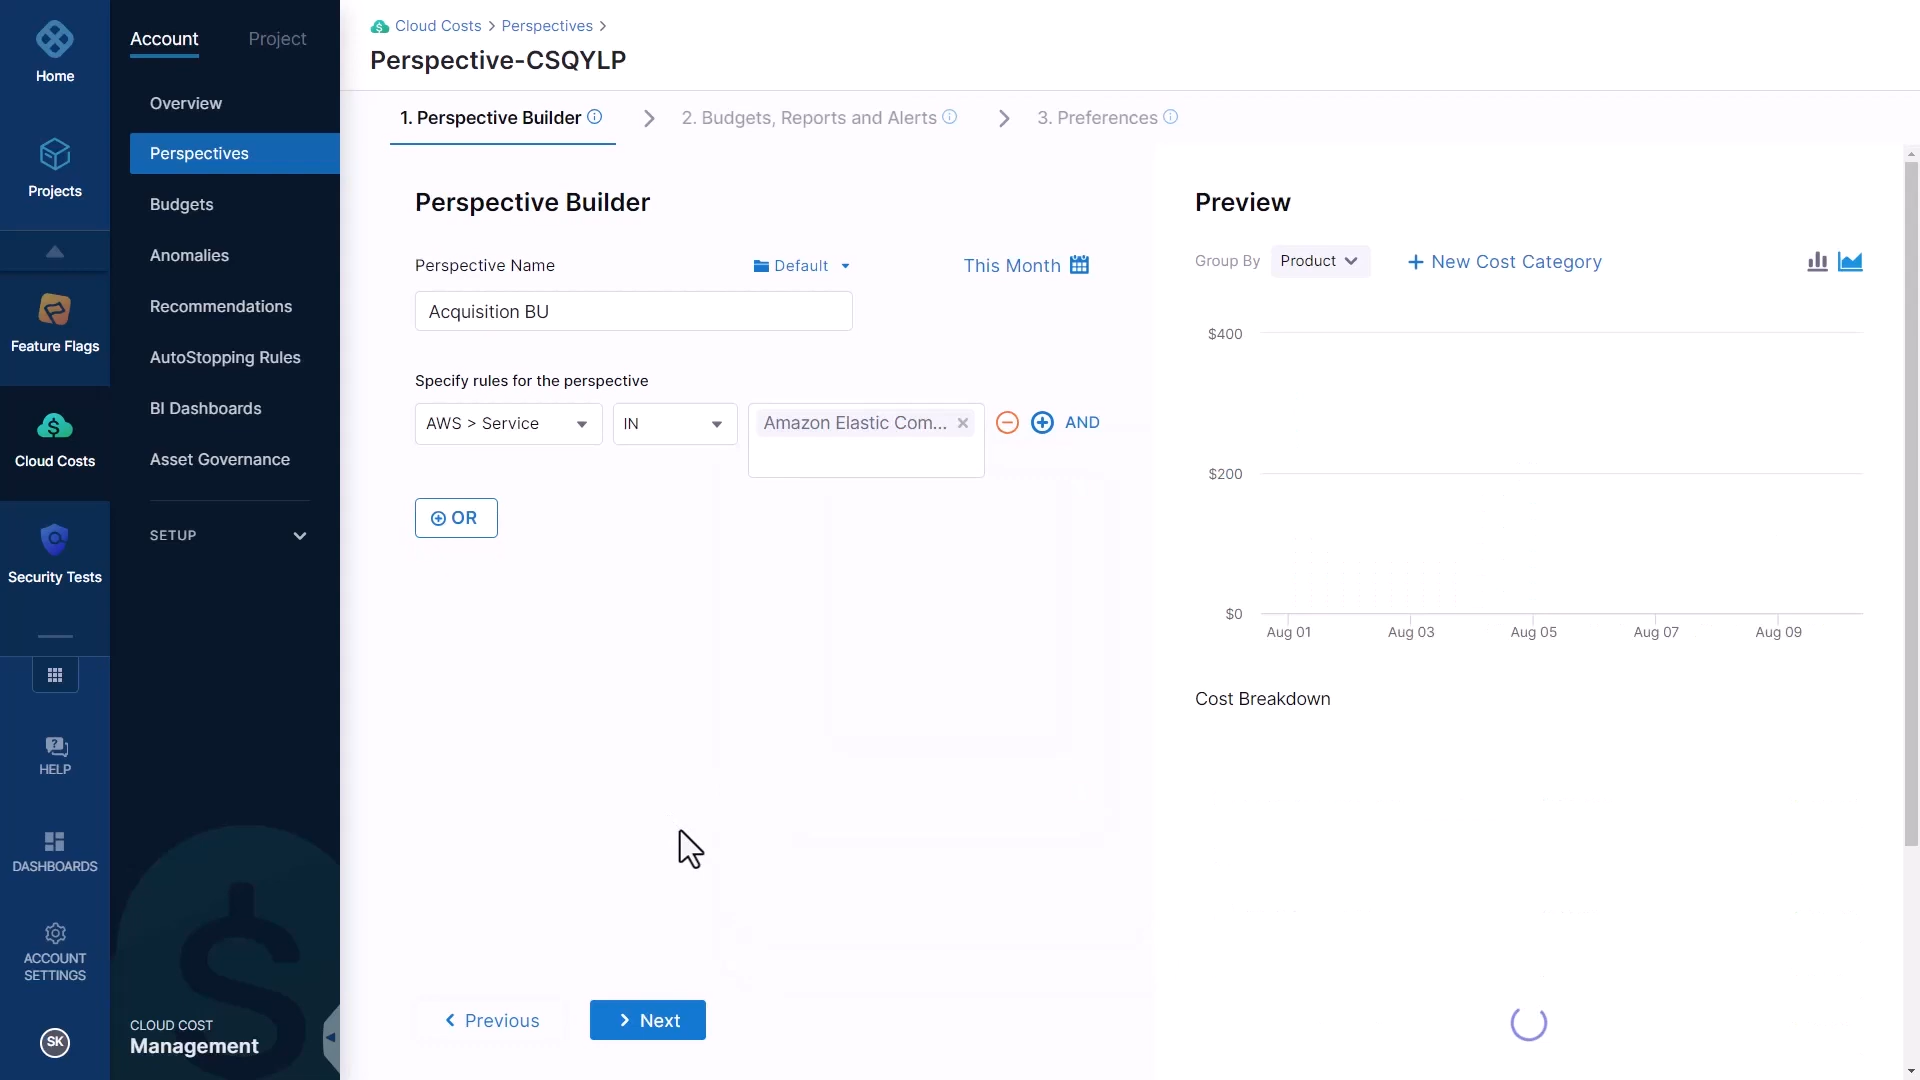 Home
Projects
Feature Flags
Cloud Costs
Security Tests
HELP
DASHBOARDS
ACCOUNT
SETTINGS
SK
Account Project
Overview
Perspectives
Budgets
Anomalies
Recommendations
AutoStopping Rules
BI Dashboards
Asset Governance
SETUP
CLOUD COST
Management
Cloud Costs > Perspectives >
Perspective-CSQYLP
1. Perspective Builder > 2. Budgets, Reports and Alerts > 3. Preferences
Perspective Builder
Perspective Name Default This Month
Acquisition BU
Specify rules for the perspective
AWS > Service IN Amazon Elastic Com... × AND
OR
Previous Next
Preview
Group By Product + New Cost Category
$400
$200
$0
Aug 01 Aug 03 Aug 05 Aug 07 Aug 09
Cost Breakdown